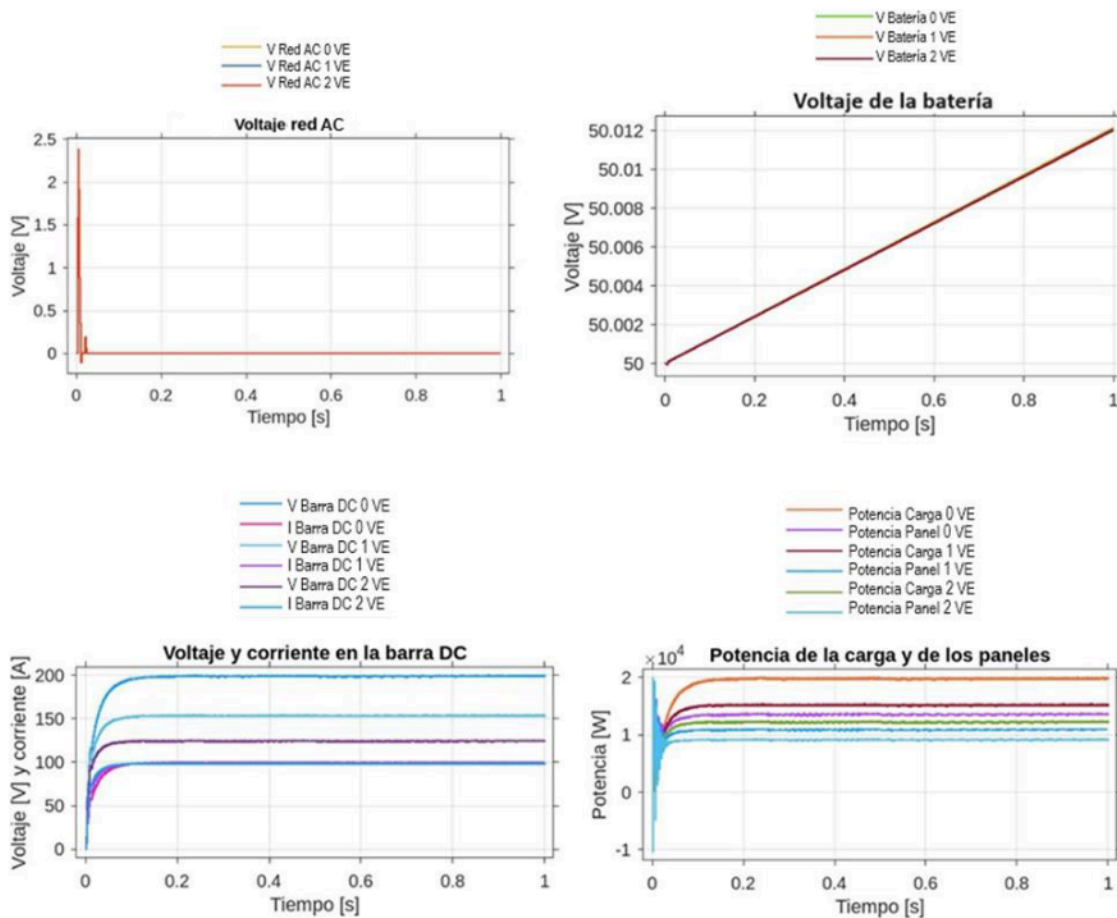 V Red AC 0 VE
V Red AC 1 VE
V Red AC 2 VE
Voltaje red AC
2.5
2
1.5
1
0.5
0
Voltaje [V]
0 0.2 0.4 0.6 0.8 1
Tiempo [s]
V Batería 0 VE
V Batería 1 VE
V Batería 2 VE
Voltaje de la batería
50.012
50.01
50.008
50.006
50.004
50.002
50
Voltaje [V]
0 0.2 0.4 0.6 0.8 1
Tiempo [s]
V Barra DC 0 VE
I Barra DC 0 VE
V Barra DC 1 VE
I Barra DC 1 VE
V Barra DC 2 VE
I Barra DC 2 VE
Voltaje y corriente en la barra DC
200
150
100
50
0
Voltaje [V] y corriente [A]
0 0.2 0.4 0.6 0.8 1
Tiempo [s]
Potencia Carga 0 VE
Potencia Panel 0 VE
Potencia Carga 1 VE
Potencia Panel 1 VE
Potencia Carga 2 VE
Potencia Panel 2 VE
×10⁴
Potencia de la carga y de los paneles
2
1
0
-1
Potencia [W]
0 0.2 0.4 0.6 0.8 1
Tiempo [s]